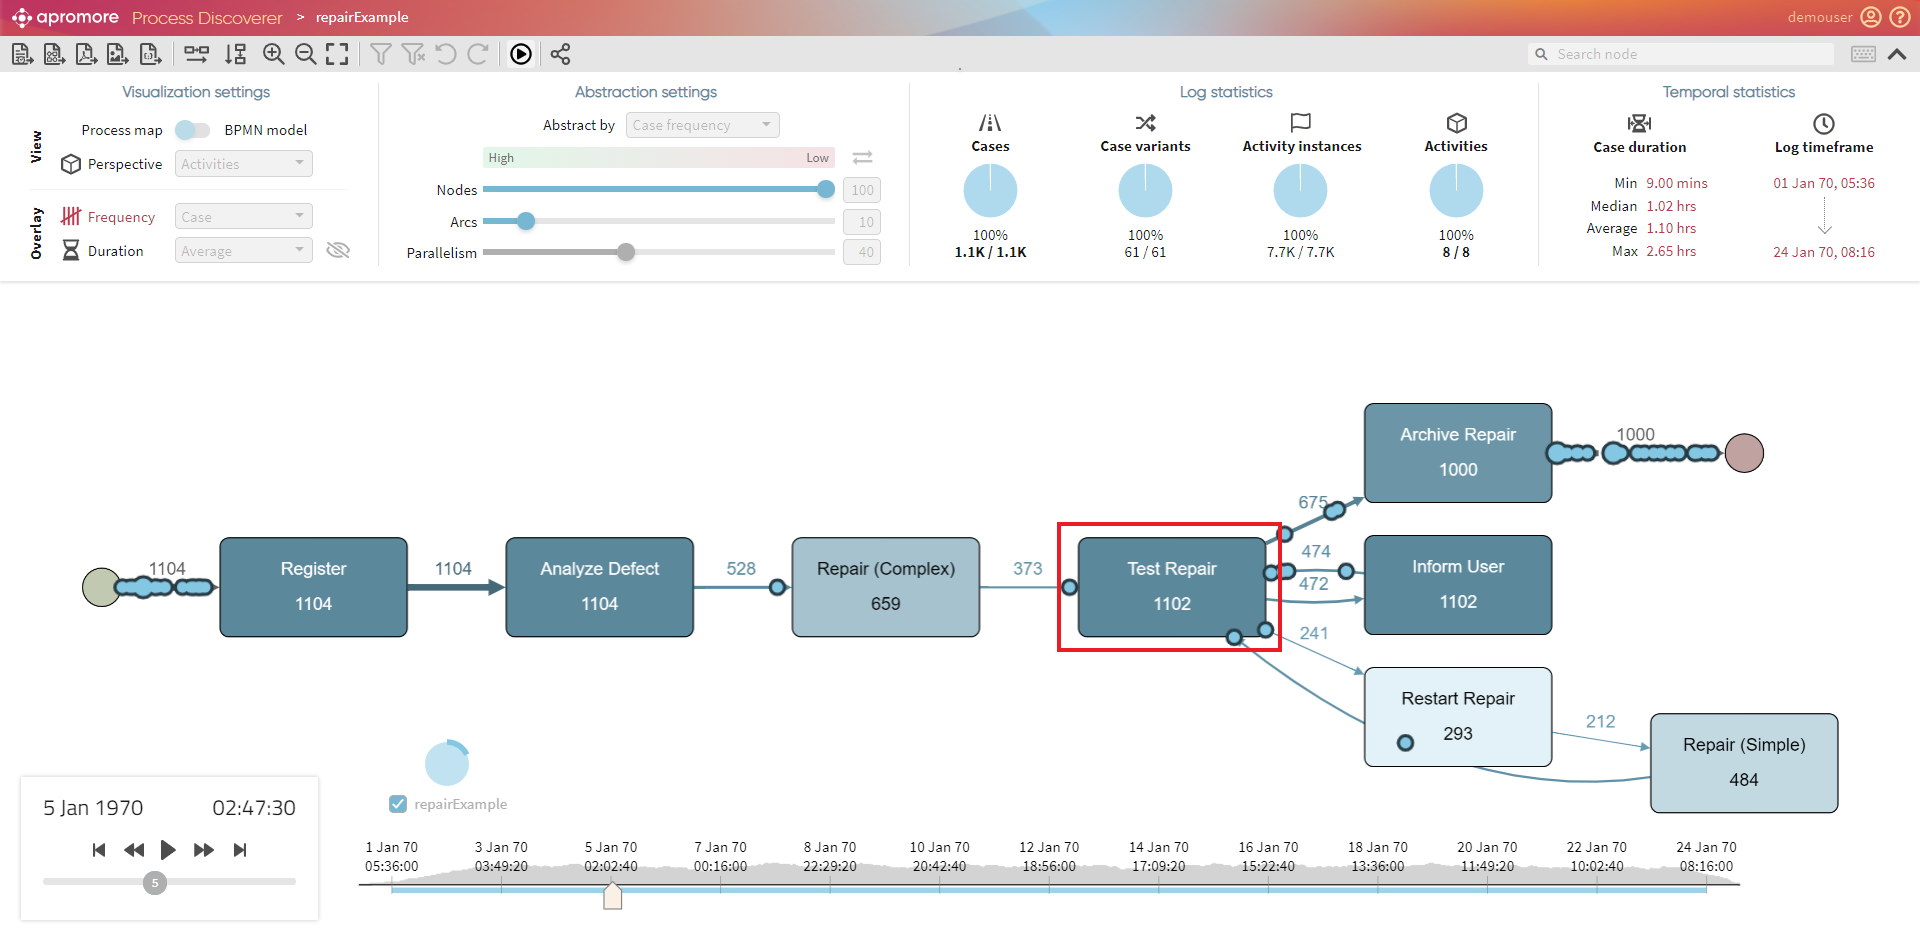 apromore Process Discoverer > repairExample
demouser
Search node
Visualization settings
View
Process map BPMN model
Perspective Activities
Overlay
Frequency Case
Duration Average
Abstraction settings
Abstract by Case frequency
High Low
Nodes 100
Arcs 10
Parallelism 40
Log statistics
Cases Case variants Activity instances Activities
100% 100% 100% 100%
1.1K / 1.1K 61 / 61 7.7K / 7.7K 8 / 8
Temporal statistics
Case duration Log timeframe
Min 9.00 mins 01 Jan 70, 05:36
Median 1.02 hrs
Average 1.10 hrs
Max 2.65 hrs 24 Jan 70, 08:16
1104
Register
1104
1104
Analyze Defect
1104
528
Repair (Complex)
659
373
Test Repair
1102
675
Archive Repair
1000
1000
474
472
Inform User
1102
241
Restart Repair
293
212
Repair (Simple)
484
5 Jan 1970 02:47:30
5
repairExample
1 Jan 70 3 Jan 70 5 Jan 70 7 Jan 70 8 Jan 70 10 Jan 70 12 Jan 70 14 Jan 70 16 Jan 70 18 Jan 70 20 Jan 70 22 Jan 70 24 Jan 70
05:36:00 03:49:20 02:02:40 00:16:00 22:29:20 20:42:40 18:56:00 17:09:20 15:22:40 13:36:00 11:49:20 10:02:40 08:16:00